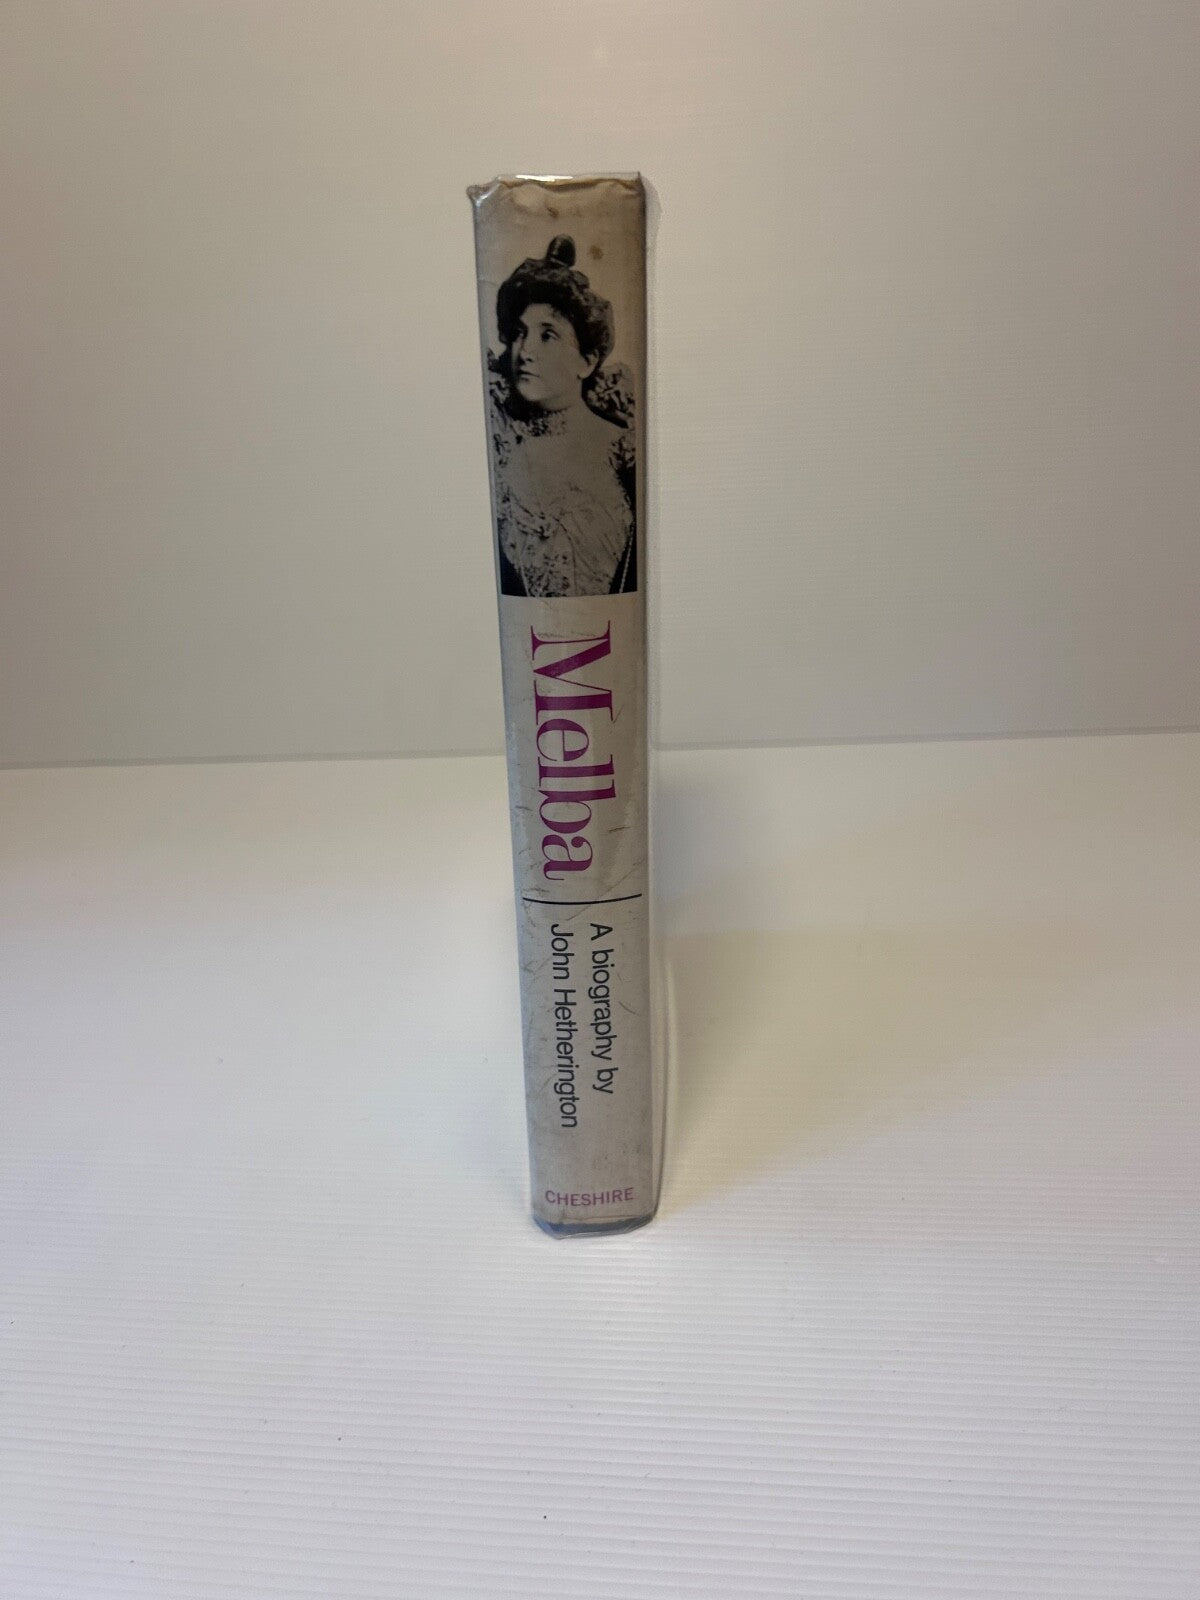 Melba
A biography by
John Hetherington
CHESHIRE